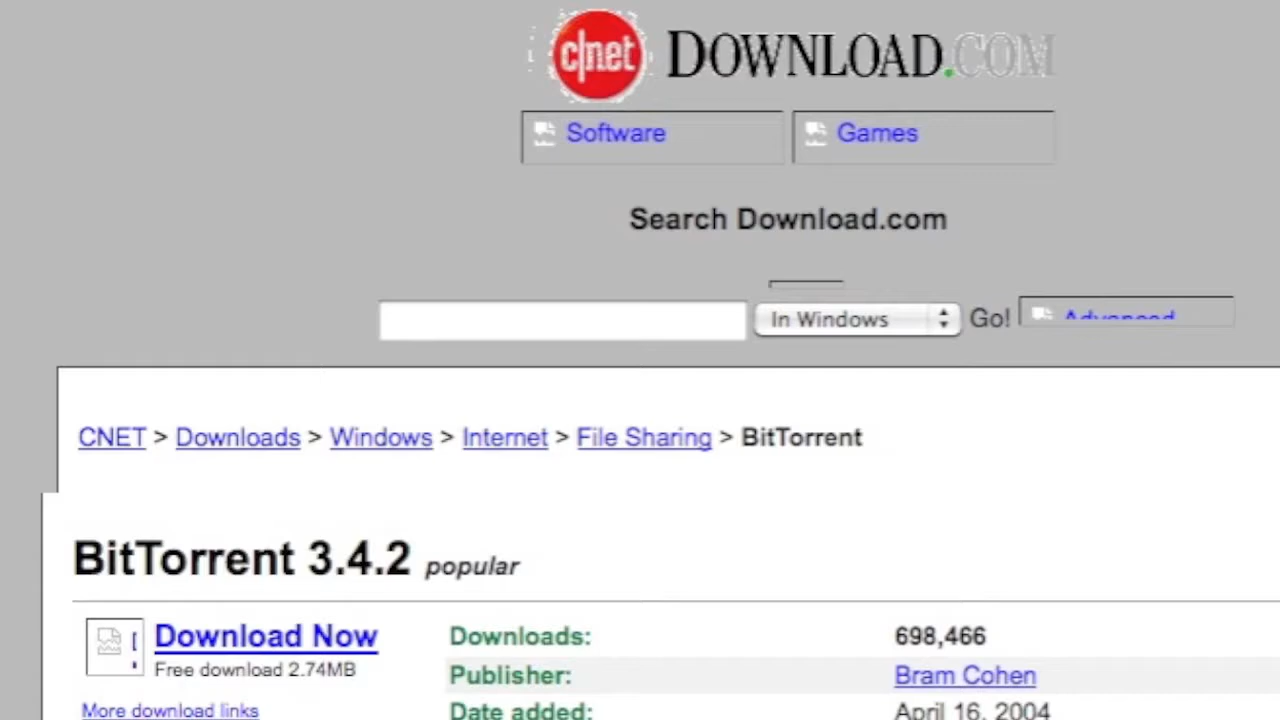 c|net DOWNLOAD.COM
Software Games
Search Download.com
In Windows Go! Advanced
CNET > Downloads > Windows > Internet > File Sharing > BitTorrent
BitTorrent 3.4.2 popular
Download Now Downloads: 698,466
Free download 2.74MB Publisher: Bram Cohen
More download links Date added: April 16, 2004